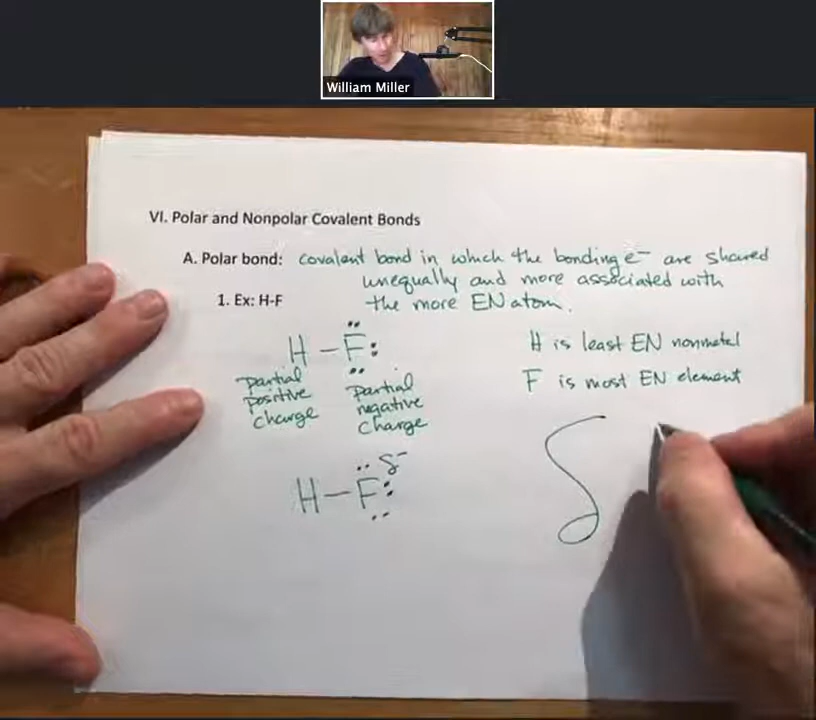 William Miller
VI. Polar and Nonpolar Covalent Bonds
A. Polar bond: covalent bond in which the bonding e⁻ are shared
unequally and more associated with
1. Ex: H-F the more EN atom.
H – F
H is least EN nonmetal
F is most EN element
partial positive charge
partial negative charge
H – F δ⁻
δ